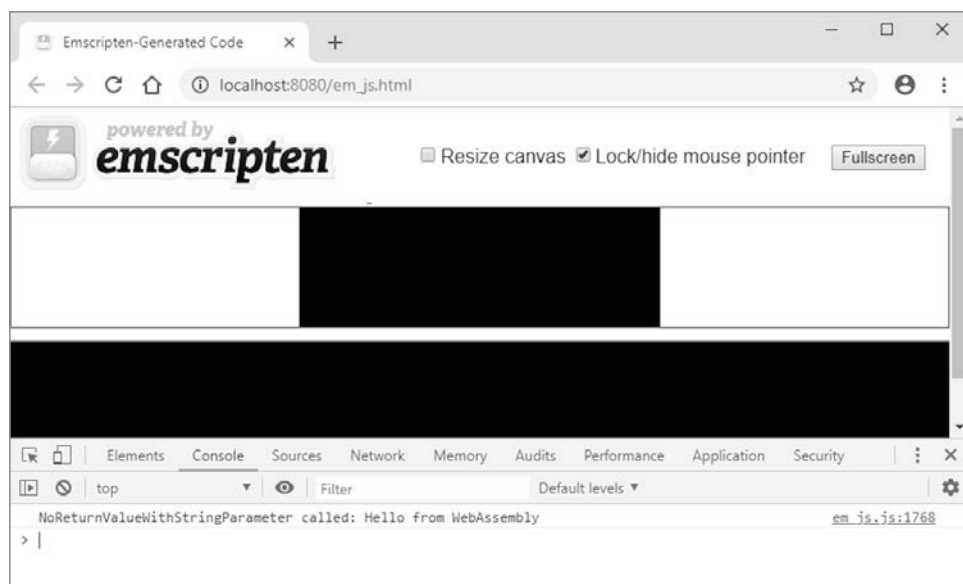 Emscripten-Generated Code
localhost:8080/em_js.html
powered by
emscripten
Resize canvas Lock/hide mouse pointer Fullscreen
Elements Console Sources Network Memory Audits Performance Application Security
top Filter Default levels ▼
NoReturnValueWithStringParameter called: Hello from WebAssembly em_js.js:1768
>